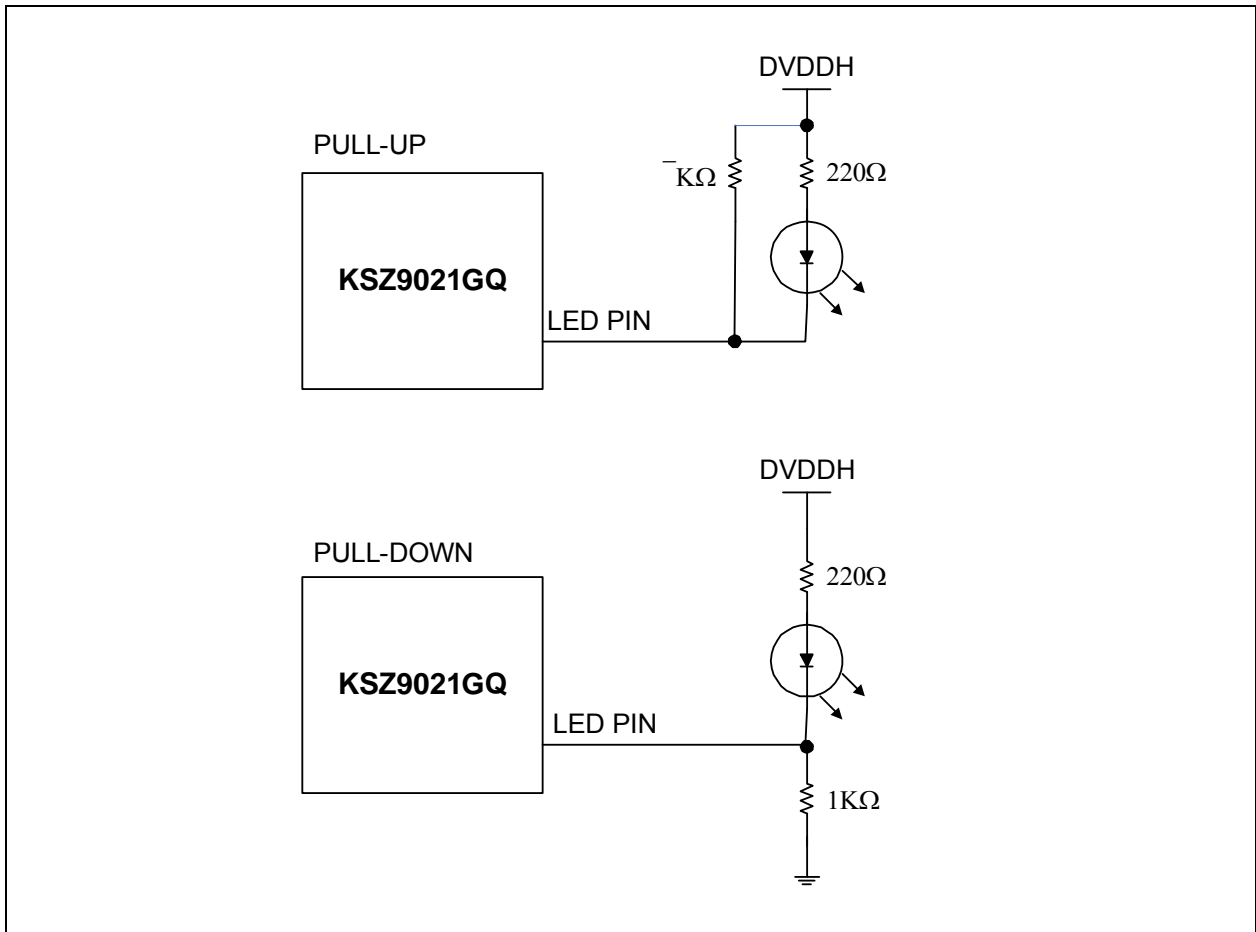 DVDDH
PULL-UP
KΩ
220Ω
KSZ9021GQ
LED PIN
DVDDH
PULL-DOWN
220Ω
KSZ9021GQ
LED PIN
1KΩ